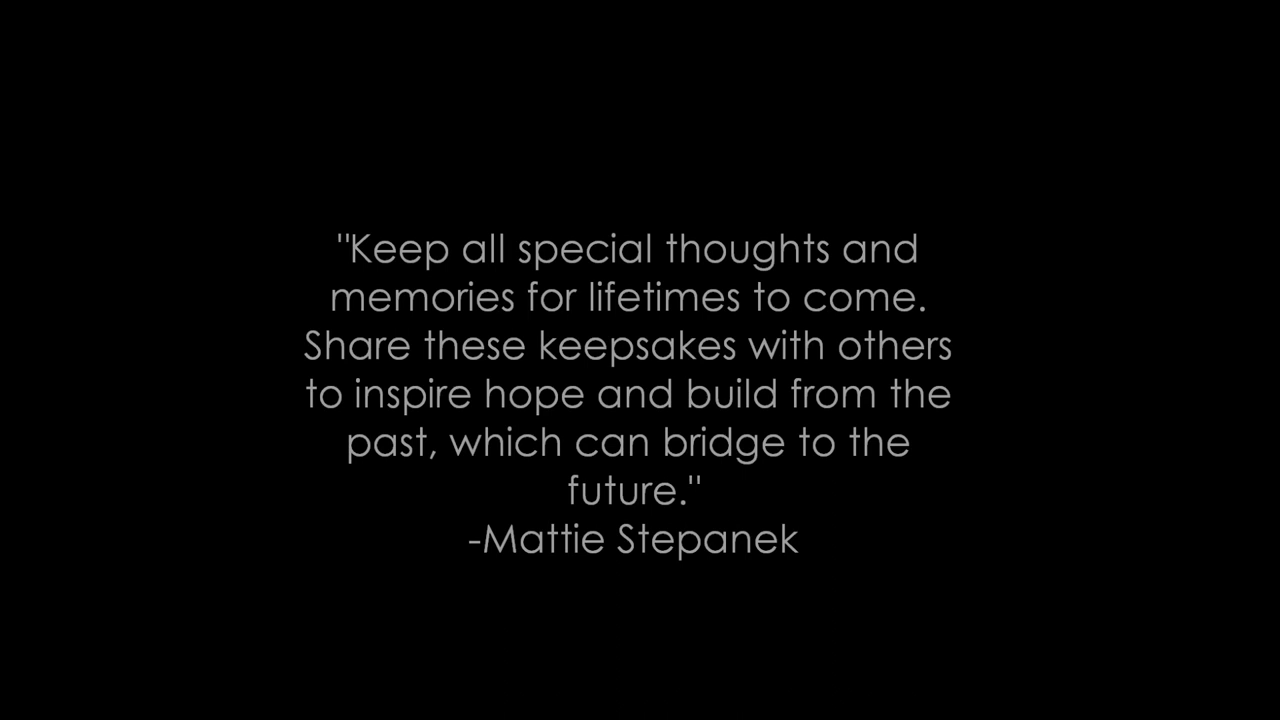 "Keep all special thoughts and
memories for lifetimes to come.
Share these keepsakes with others
to inspire hope and build from the
past, which can bridge to the
future."
-Mattie Stepanek